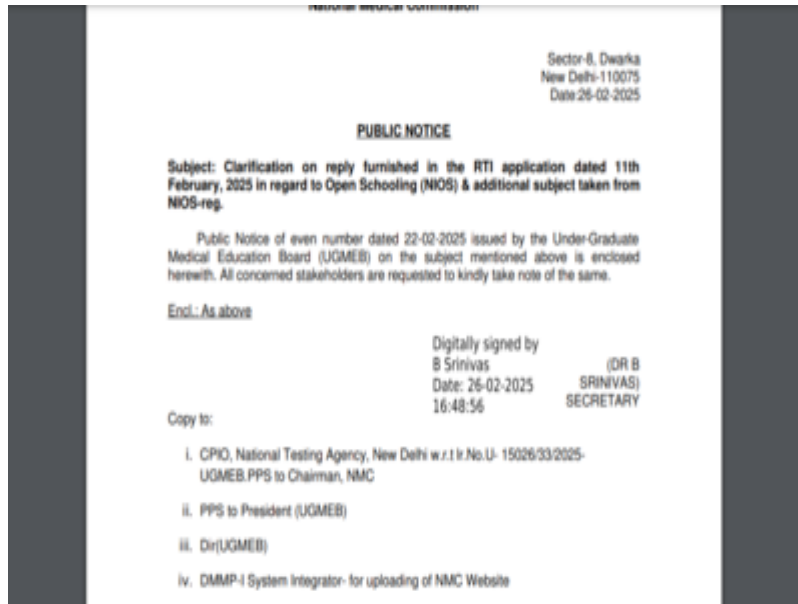 National Medical Commission
Sector-8, Dwarka
New Delhi-110075
Date:26-02-2025
PUBLIC NOTICE
Subject: Clarification on reply furnished in the RTI application dated 11th
February, 2025 in regard to Open Schooling (NIOS) & additional subject taken from
NIOS-reg.
Public Notice of even number dated 22-02-2025 issued by the Under-Graduate
Medical Education Board (UGMEB) on the subject mentioned above is enclosed
herewith. All concerned stakeholders are requested to kindly take note of the same.
Encl.: As above
Digitally signed by
B Srinivas
Date: 26-02-2025
16:48:56
(DR B
SRINIVAS)
SECRETARY
Copy to:
i. CPIO, National Testing Agency, New Delhi w.r.t lr.No.U- 15026/33/2025-
UGMEB.PPS to Chairman, NMC
ii. PPS to President (UGMEB)
iii. Dir(UGMEB)
iv. DMMP-I System Integrator- for uploading of NMC Website